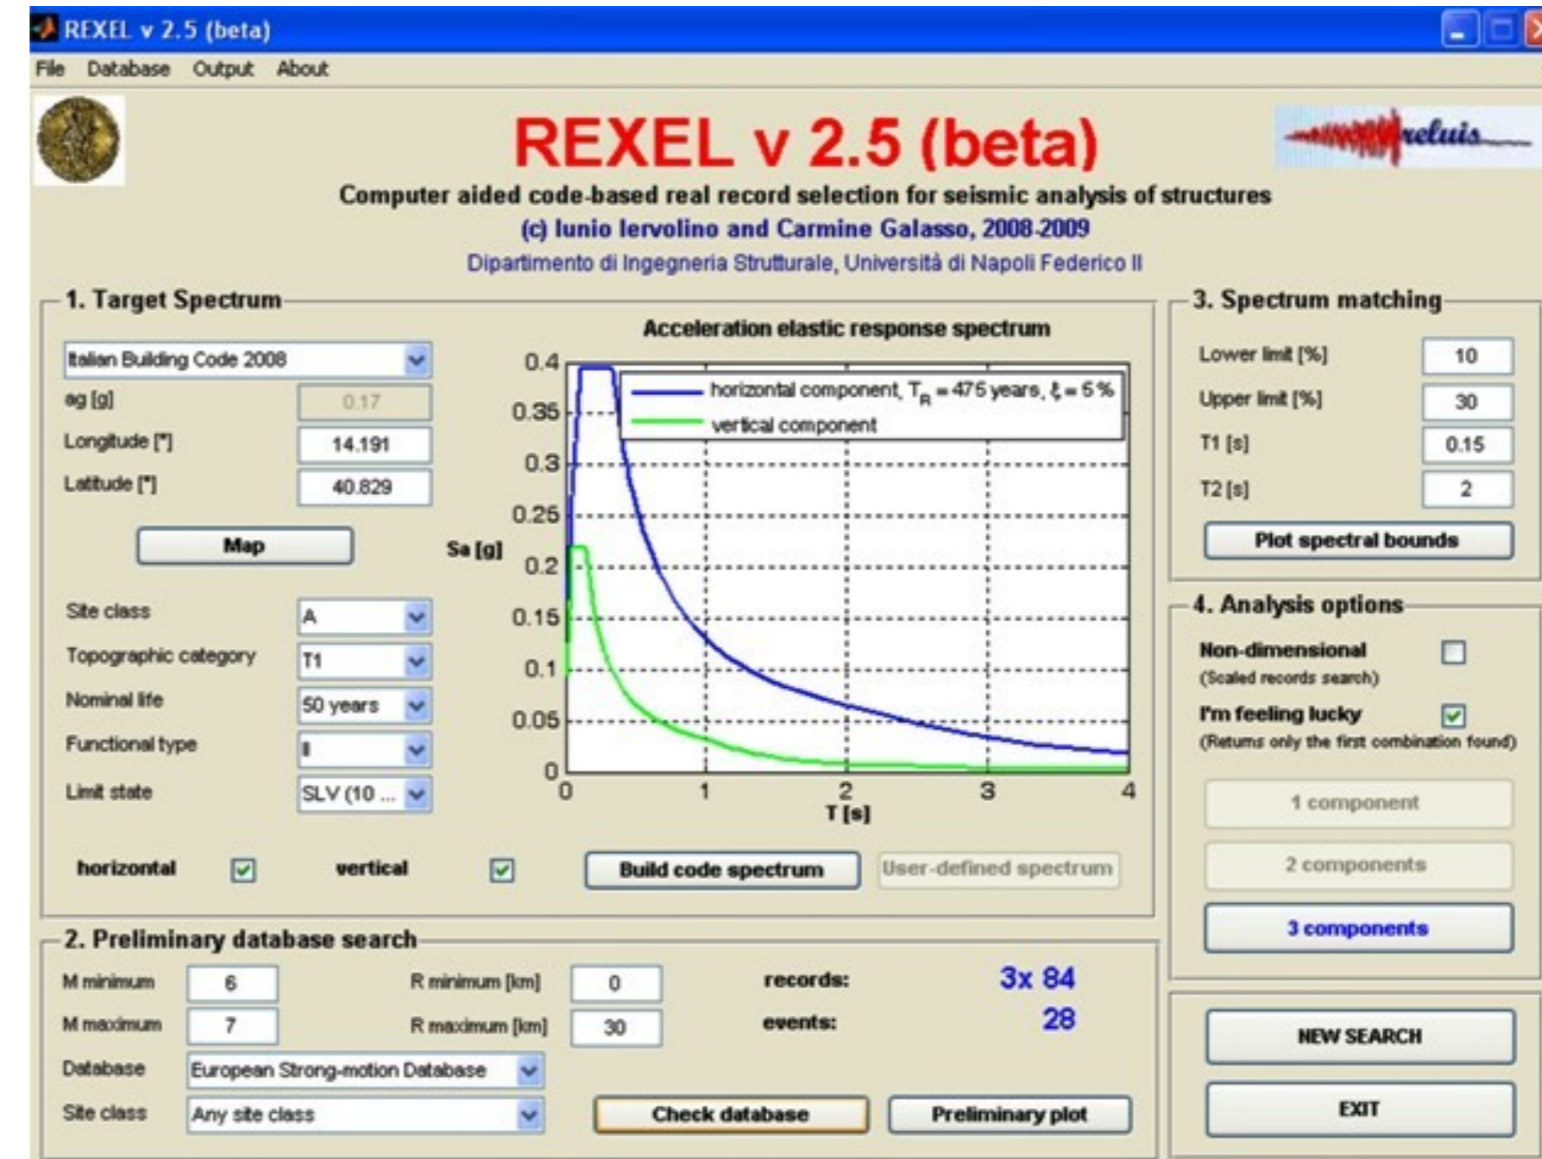 REXEL v 2.5 (beta)
File Database Output About
REXEL v 2.5 (beta)
reluis
Computer aided code-based real record selection for seismic analysis of structures
(c) Iunio Iervolino and Carmine Galasso, 2008-2009
Dipartimento di Ingegneria Strutturale, Università di Napoli Federico II
1. Target Spectrum
Italian Building Code 2008
ag [g] 0.17
Longitude [°] 14.191
Latitude [°] 40.829
Map
Site class A
Topographic category T1
Nominal life 50 years
Functional type II
Limit state SLV (10 ...
horizontal vertical Build code spectrum User-defined spectrum
Acceleration elastic response spectrum
horizontal component, T_R = 475 years, ξ = 5 %
vertical component
Sa [g]
0.4
0.35
0.3
0.25
0.2
0.15
0.1
0.05
0
0 1 2 3 4
T [s]
2. Preliminary database search
M minimum 6 R minimum [km] 0 records: 3x 84
M maximum 7 R maximum [km] 30 events: 28
Database European Strong-motion Database
Site class Any site class Check database Preliminary plot
3. Spectrum matching
Lower limit [%] 10
Upper limit [%] 30
T1 [s] 0.15
T2 [s] 2
Plot spectral bounds
4. Analysis options
Non-dimensional
(Scaled records search)
I'm feeling lucky
(Returns only the first combination found)
1 component
2 components
3 components
NEW SEARCH
EXIT